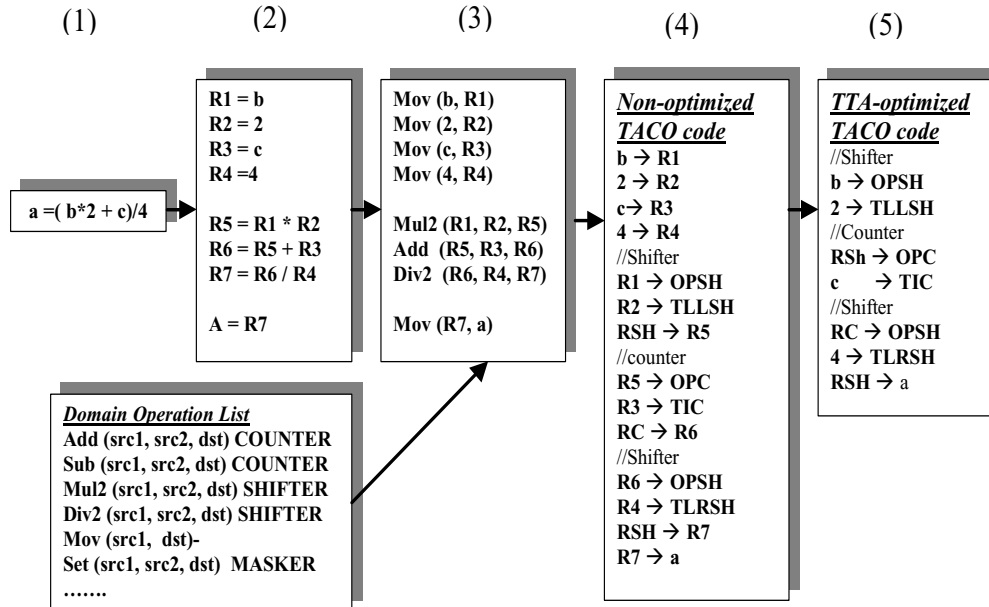 (1)
(2)
(3)
(4)
(5)
a =( b*2 + c)/4
R1 = b
R2 = 2
R3 = c
R4 =4
R5 = R1 * R2
R6 = R5 + R3
R7 = R6 / R4
A = R7
Mov (b, R1)
Mov (2, R2)
Mov (c, R3)
Mov (4, R4)
Mul2 (R1, R2, R5)
Add (R5, R3, R6)
Div2 (R6, R4, R7)
Mov (R7, a)
Domain Operation List
Add (src1, src2, dst) COUNTER
Sub (src1, src2, dst) COUNTER
Mul2 (src1, src2, dst) SHIFTER
Div2 (src1, src2, dst) SHIFTER
Mov (src1, dst)-
Set (src1, src2, dst) MASKER
.......
Non-optimized
TACO code
b → R1
2 → R2
c → R3
4 → R4
//Shifter
R1 → OPSH
R2 → TLLSH
RSH → R5
//counter
R5 → OPC
R3 → TIC
RC → R6
//Shifter
R6 → OPSH
R4 → TLRSH
RSH → R7
R7 → a
TTA-optimized
TACO code
//Shifter
b → OPSH
2 → TLLSH
//Counter
RSh → OPC
c → TIC
//Shifter
RC → OPSH
4 → TLRSH
RSH → a